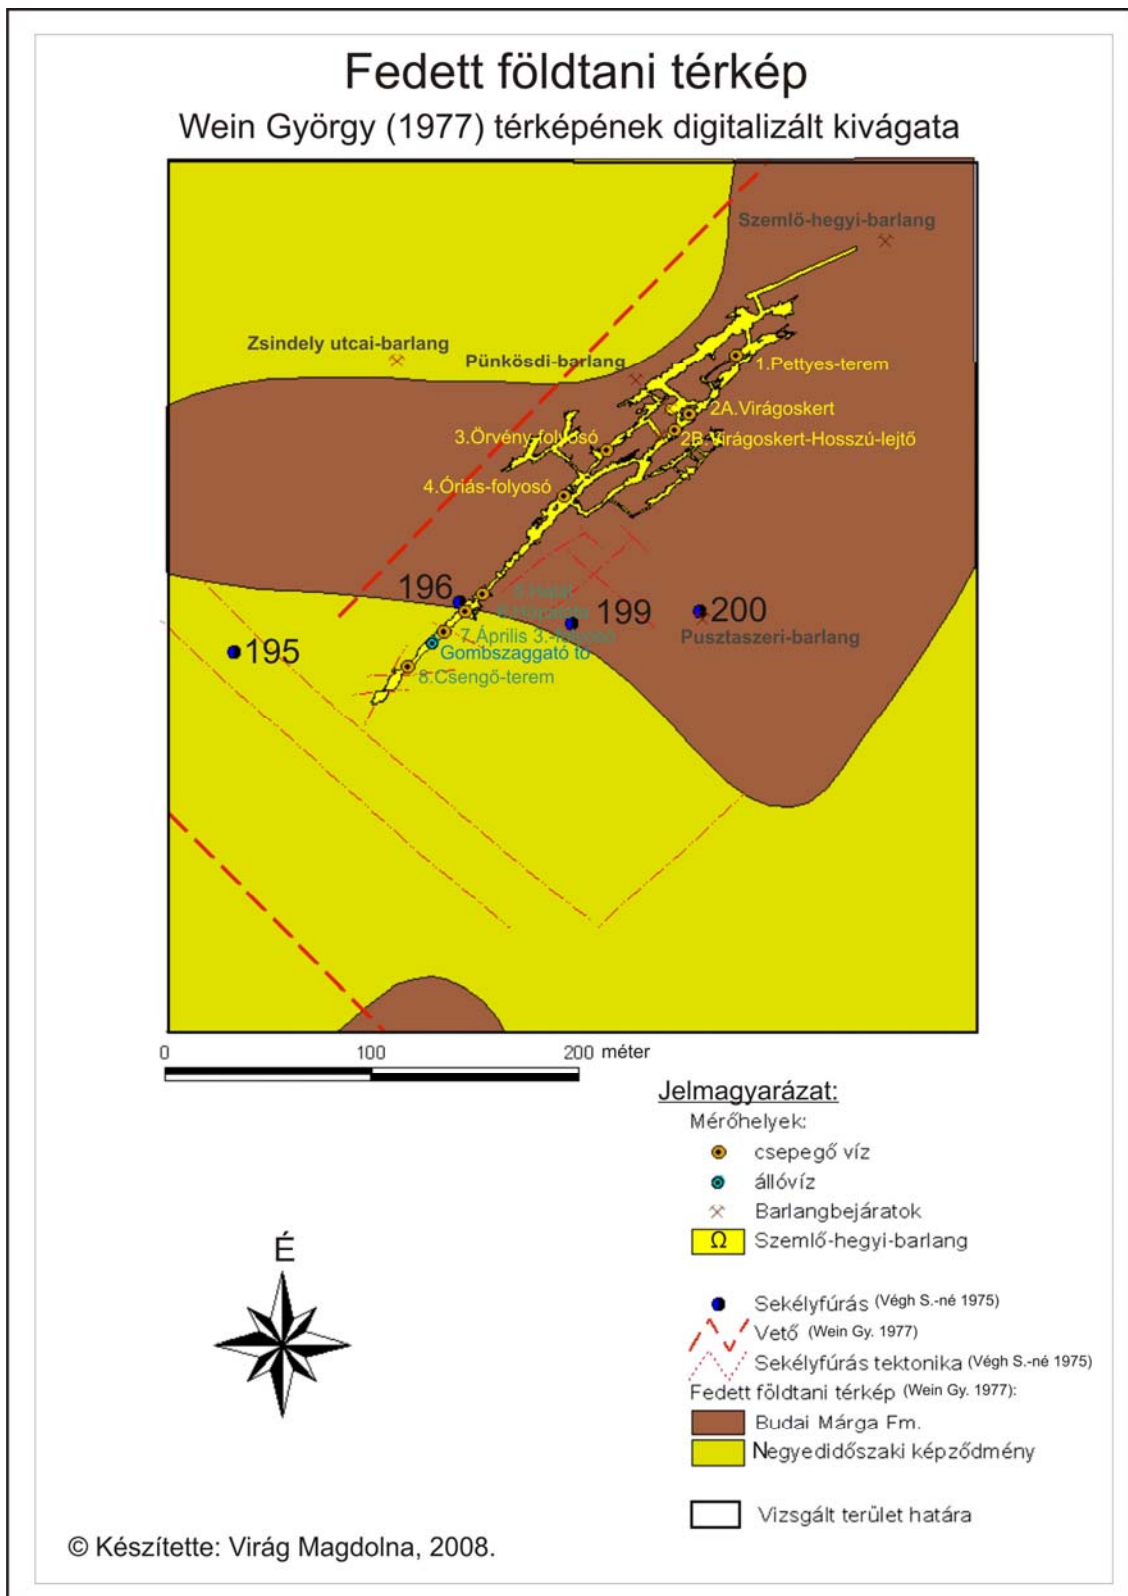 Fedett földtani térkép
Wein György (1977) térképének digitalizált kivágata
Szemlő-hegyi-barlang
Zsindely utcai-barlang
Pünkösdi-barlang
1.Pettyes-terem
2A.Virágoskert
2B.Virágoskert-Hosszú-lejtő
3.Örvény-folyosó
4.Óriás-folyosó
196
199
200
195
Pusztaszeri-barlang
7.Április 3.-folyosó
Gombszaggató tó
8.Csengő-terem
0 100 200 méter
Jelmagyarázat:
Mérőhelyek:
csepegő víz
állóvíz
Barlangbejáratok
Ω Szemlő-hegyi-barlang
Sekélyfúrás (Végh S.-né 1975)
Vető (Wein Gy. 1977)
Sekélyfúrás tektonika (Végh S.-né 1975)
Fedett földtani térkép (Wein Gy. 1977):
Budai Márga Fm.
Negyedidőszaki képződmény
Vizsgált terület határa
É
© Készítette: Virág Magdolna, 2008.